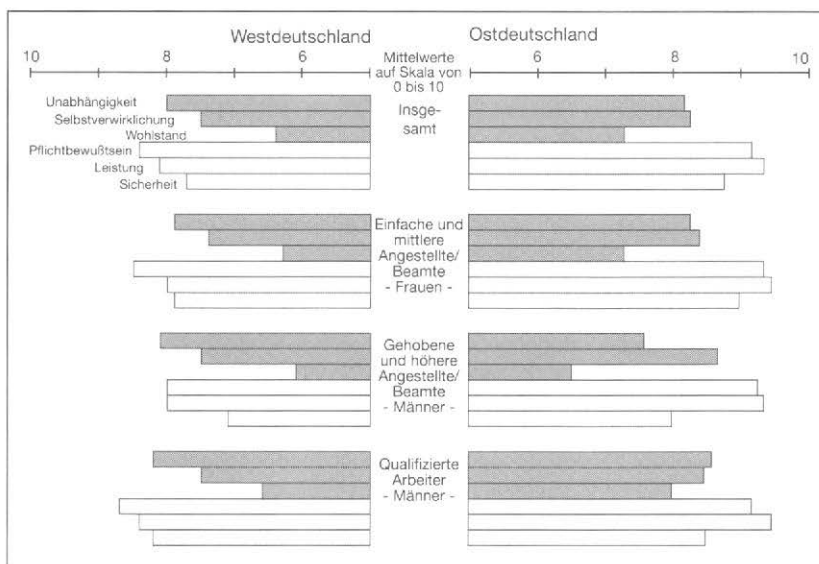 Westdeutschland
Ostdeutschland
10 8 6
Mittelwerte
auf Skala von
0 bis 10
6 8 10
Unabhängigkeit
Selbstverwirklichung
Wohlstand
Pflichtbewußtsein
Leistung
Sicherheit
Insge-
samt
Einfache und
mittlere
Angestellte/
Beamte
- Frauen -
Gehobene
und höhere
Angestellte/
Beamte
- Männer -
Qualifizierte
Arbeiter
- Männer -